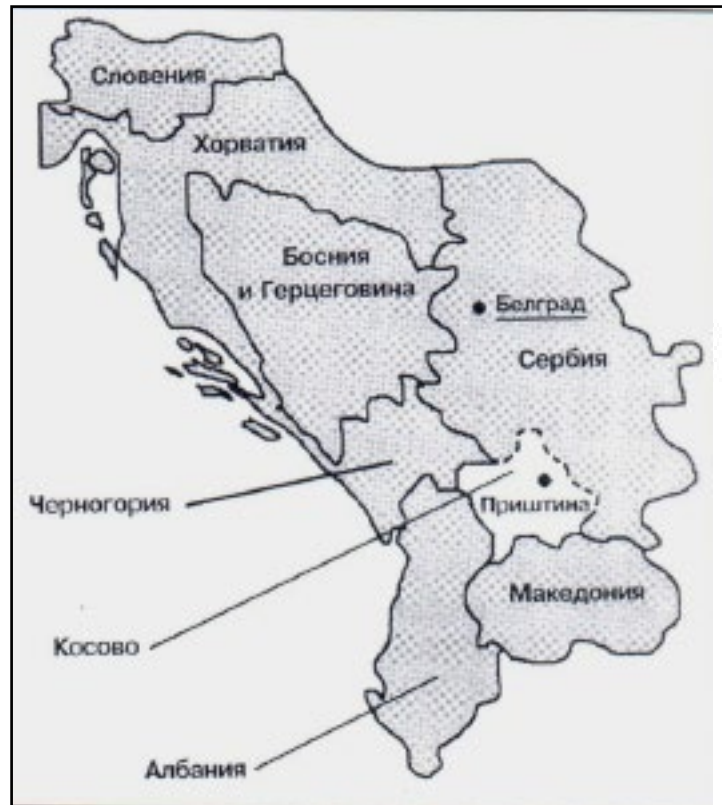 Словения
Хорватия
Босния
и Герцеговина
Белград
Сербия
Черногория
Приштина
Македония
Косово
Албания